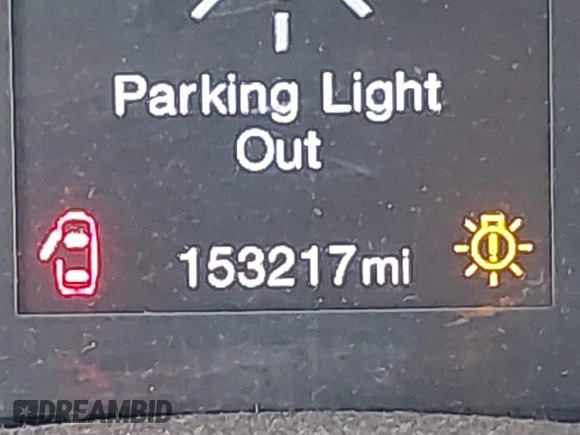 Parking Light
Out
153217mi
DREAMBID